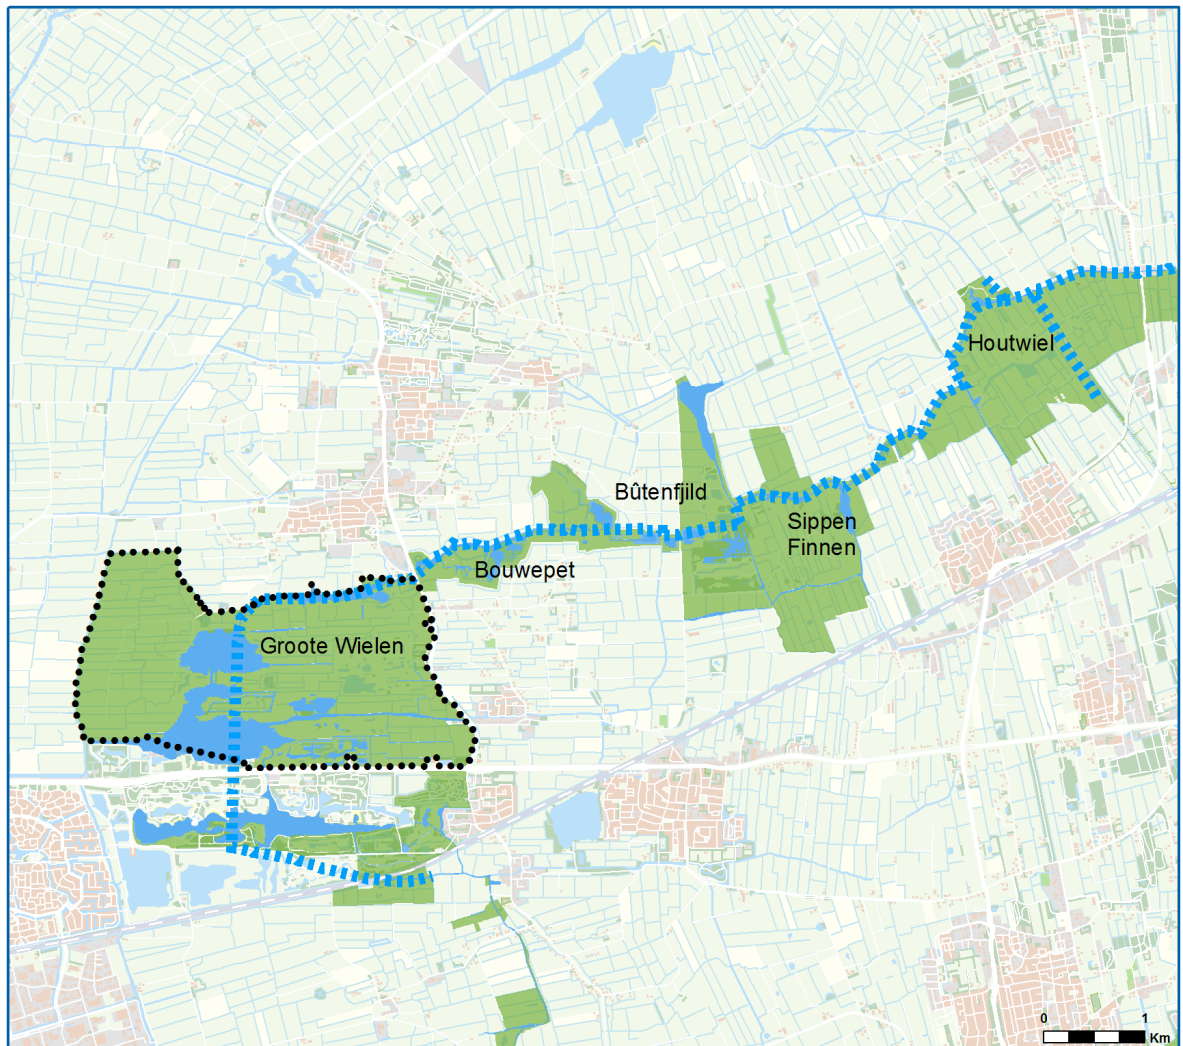 Houtwiel
Bûtenfjild
Sippen
Finnen
Bouwepet
Groote Wielen
0 1
Km